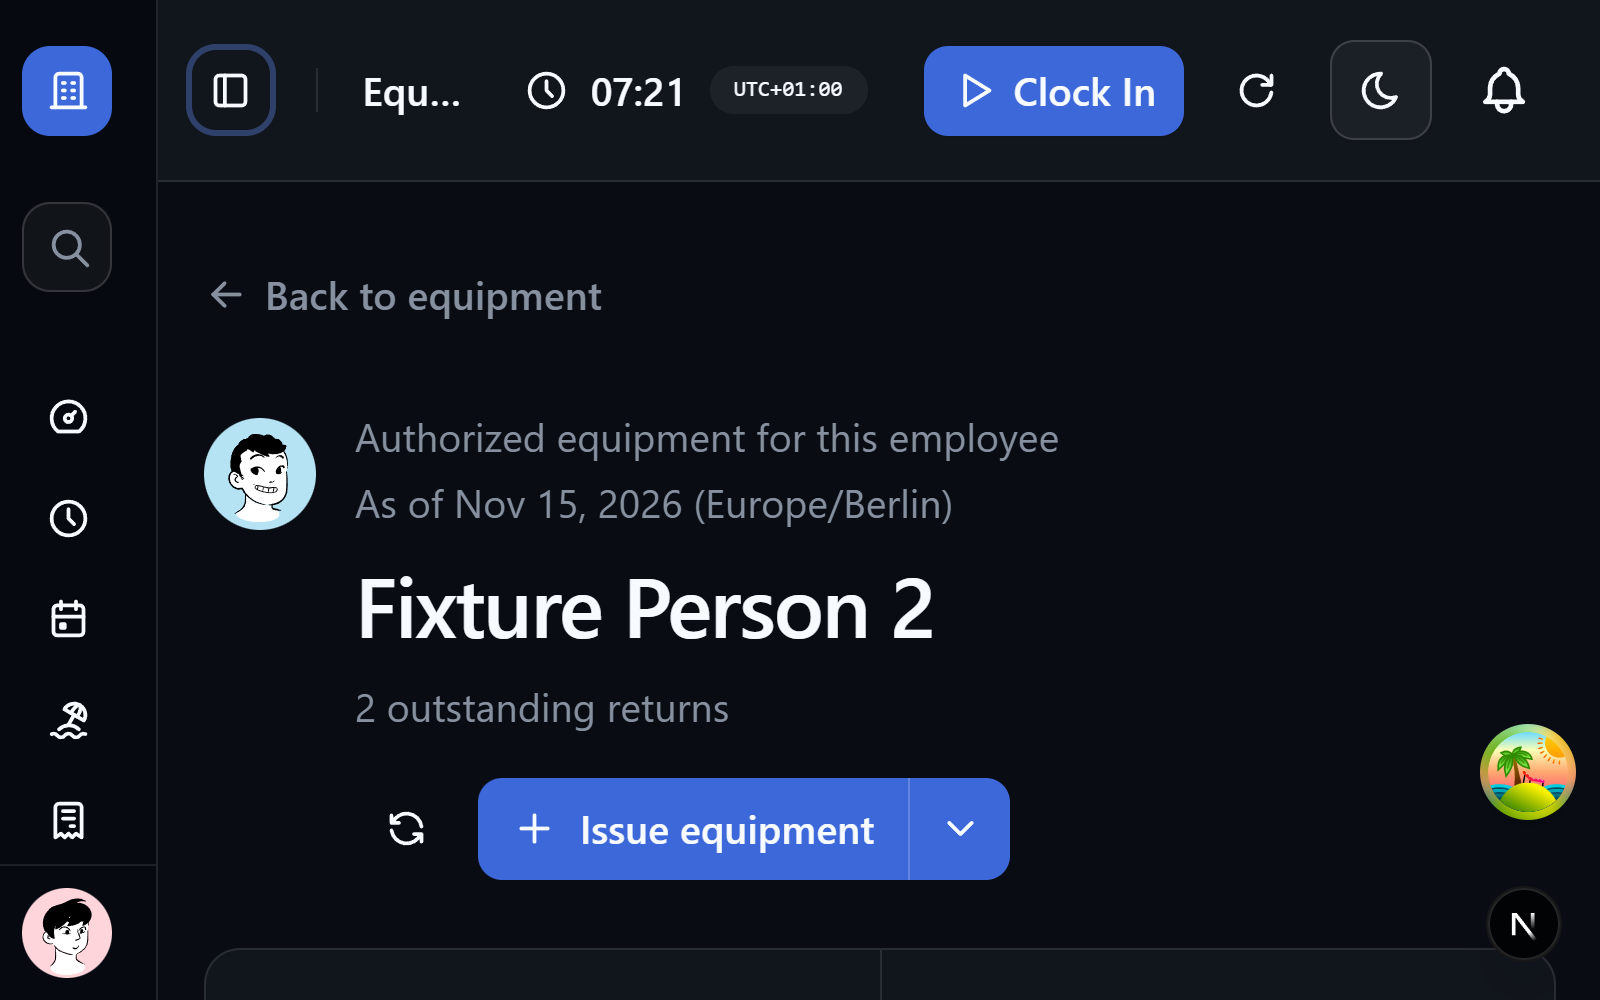 Equ...
07:21
UTC+01:00
Clock In
Back to equipment
Authorized equipment for this employee
As of Nov 15, 2026 (Europe/Berlin)
Fixture Person 2
2 outstanding returns
Issue equipment
N